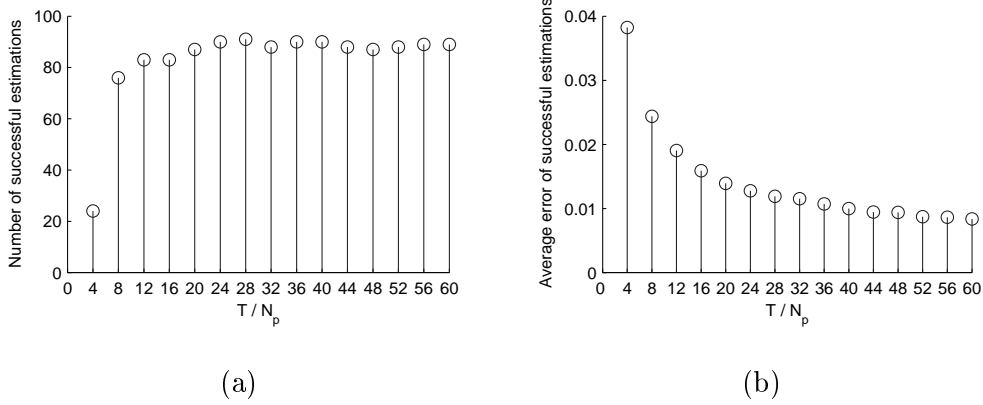 Number of successful estimations
100
80
60
40
20
0
0 4 8 12 16 20 24 28 32 36 40 44 48 52 56 60
T / Np
(a)
Average error of successful estimations
0.04
0.03
0.02
0.01
0
0 4 8 12 16 20 24 28 32 36 40 44 48 52 56 60
T / Np
(b)